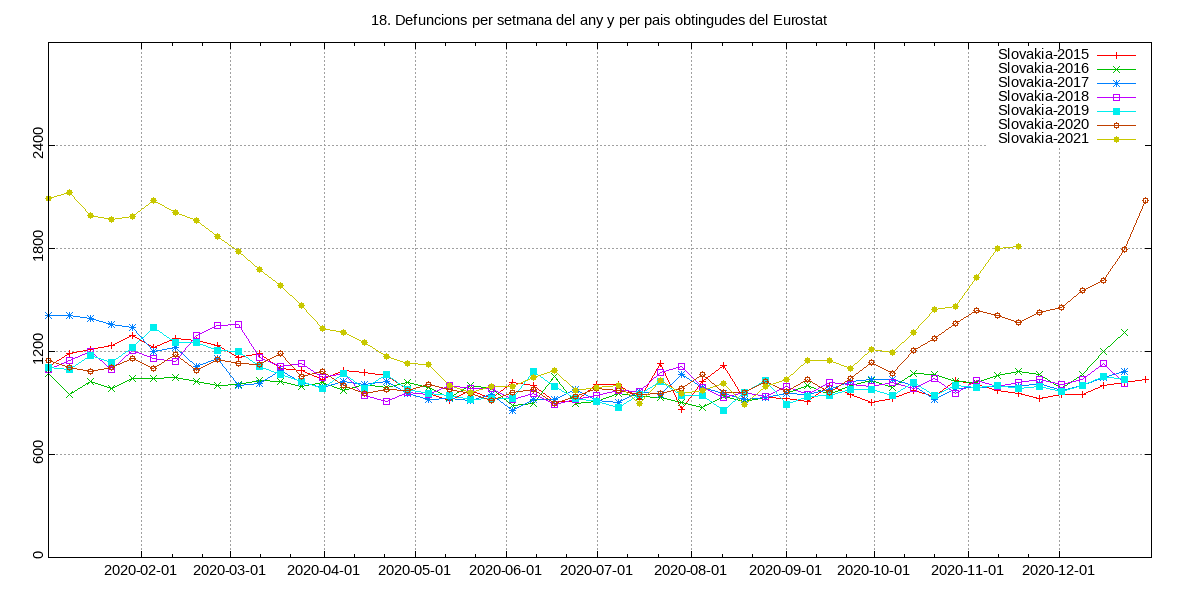 18. Defuncions per setmana del any y per pais obtingudes del Eurostat
Slovakia-2015
Slovakia-2016
Slovakia-2017
Slovakia-2018
Slovakia-2019
Slovakia-2020
Slovakia-2021
2400
1800
1200
600
0
2020-02-01 2020-03-01 2020-04-01 2020-05-01 2020-06-01 2020-07-01 2020-08-01 2020-09-01 2020-10-01 2020-11-01 2020-12-01